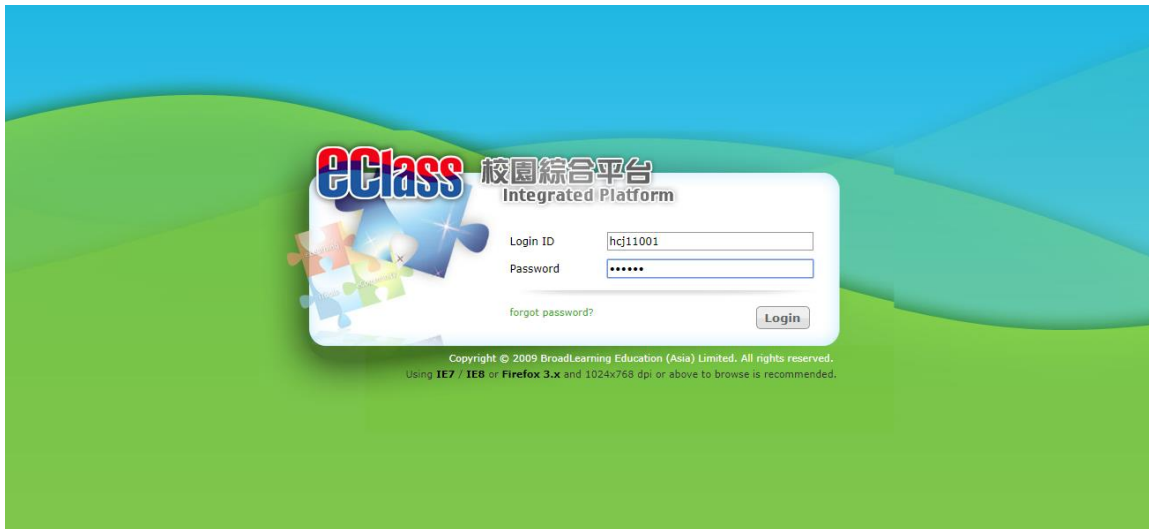 eClass 校園綜合平台
Integrated Platform
Login ID hcj11001
Password ••••••
forgot password?
Login
Copyright © 2009 BroadLearning Education (Asia) Limited. All rights reserved.
Using IE7 / IE8 or Firefox 3.x and 1024x768 dpi or above to browse is recommended.